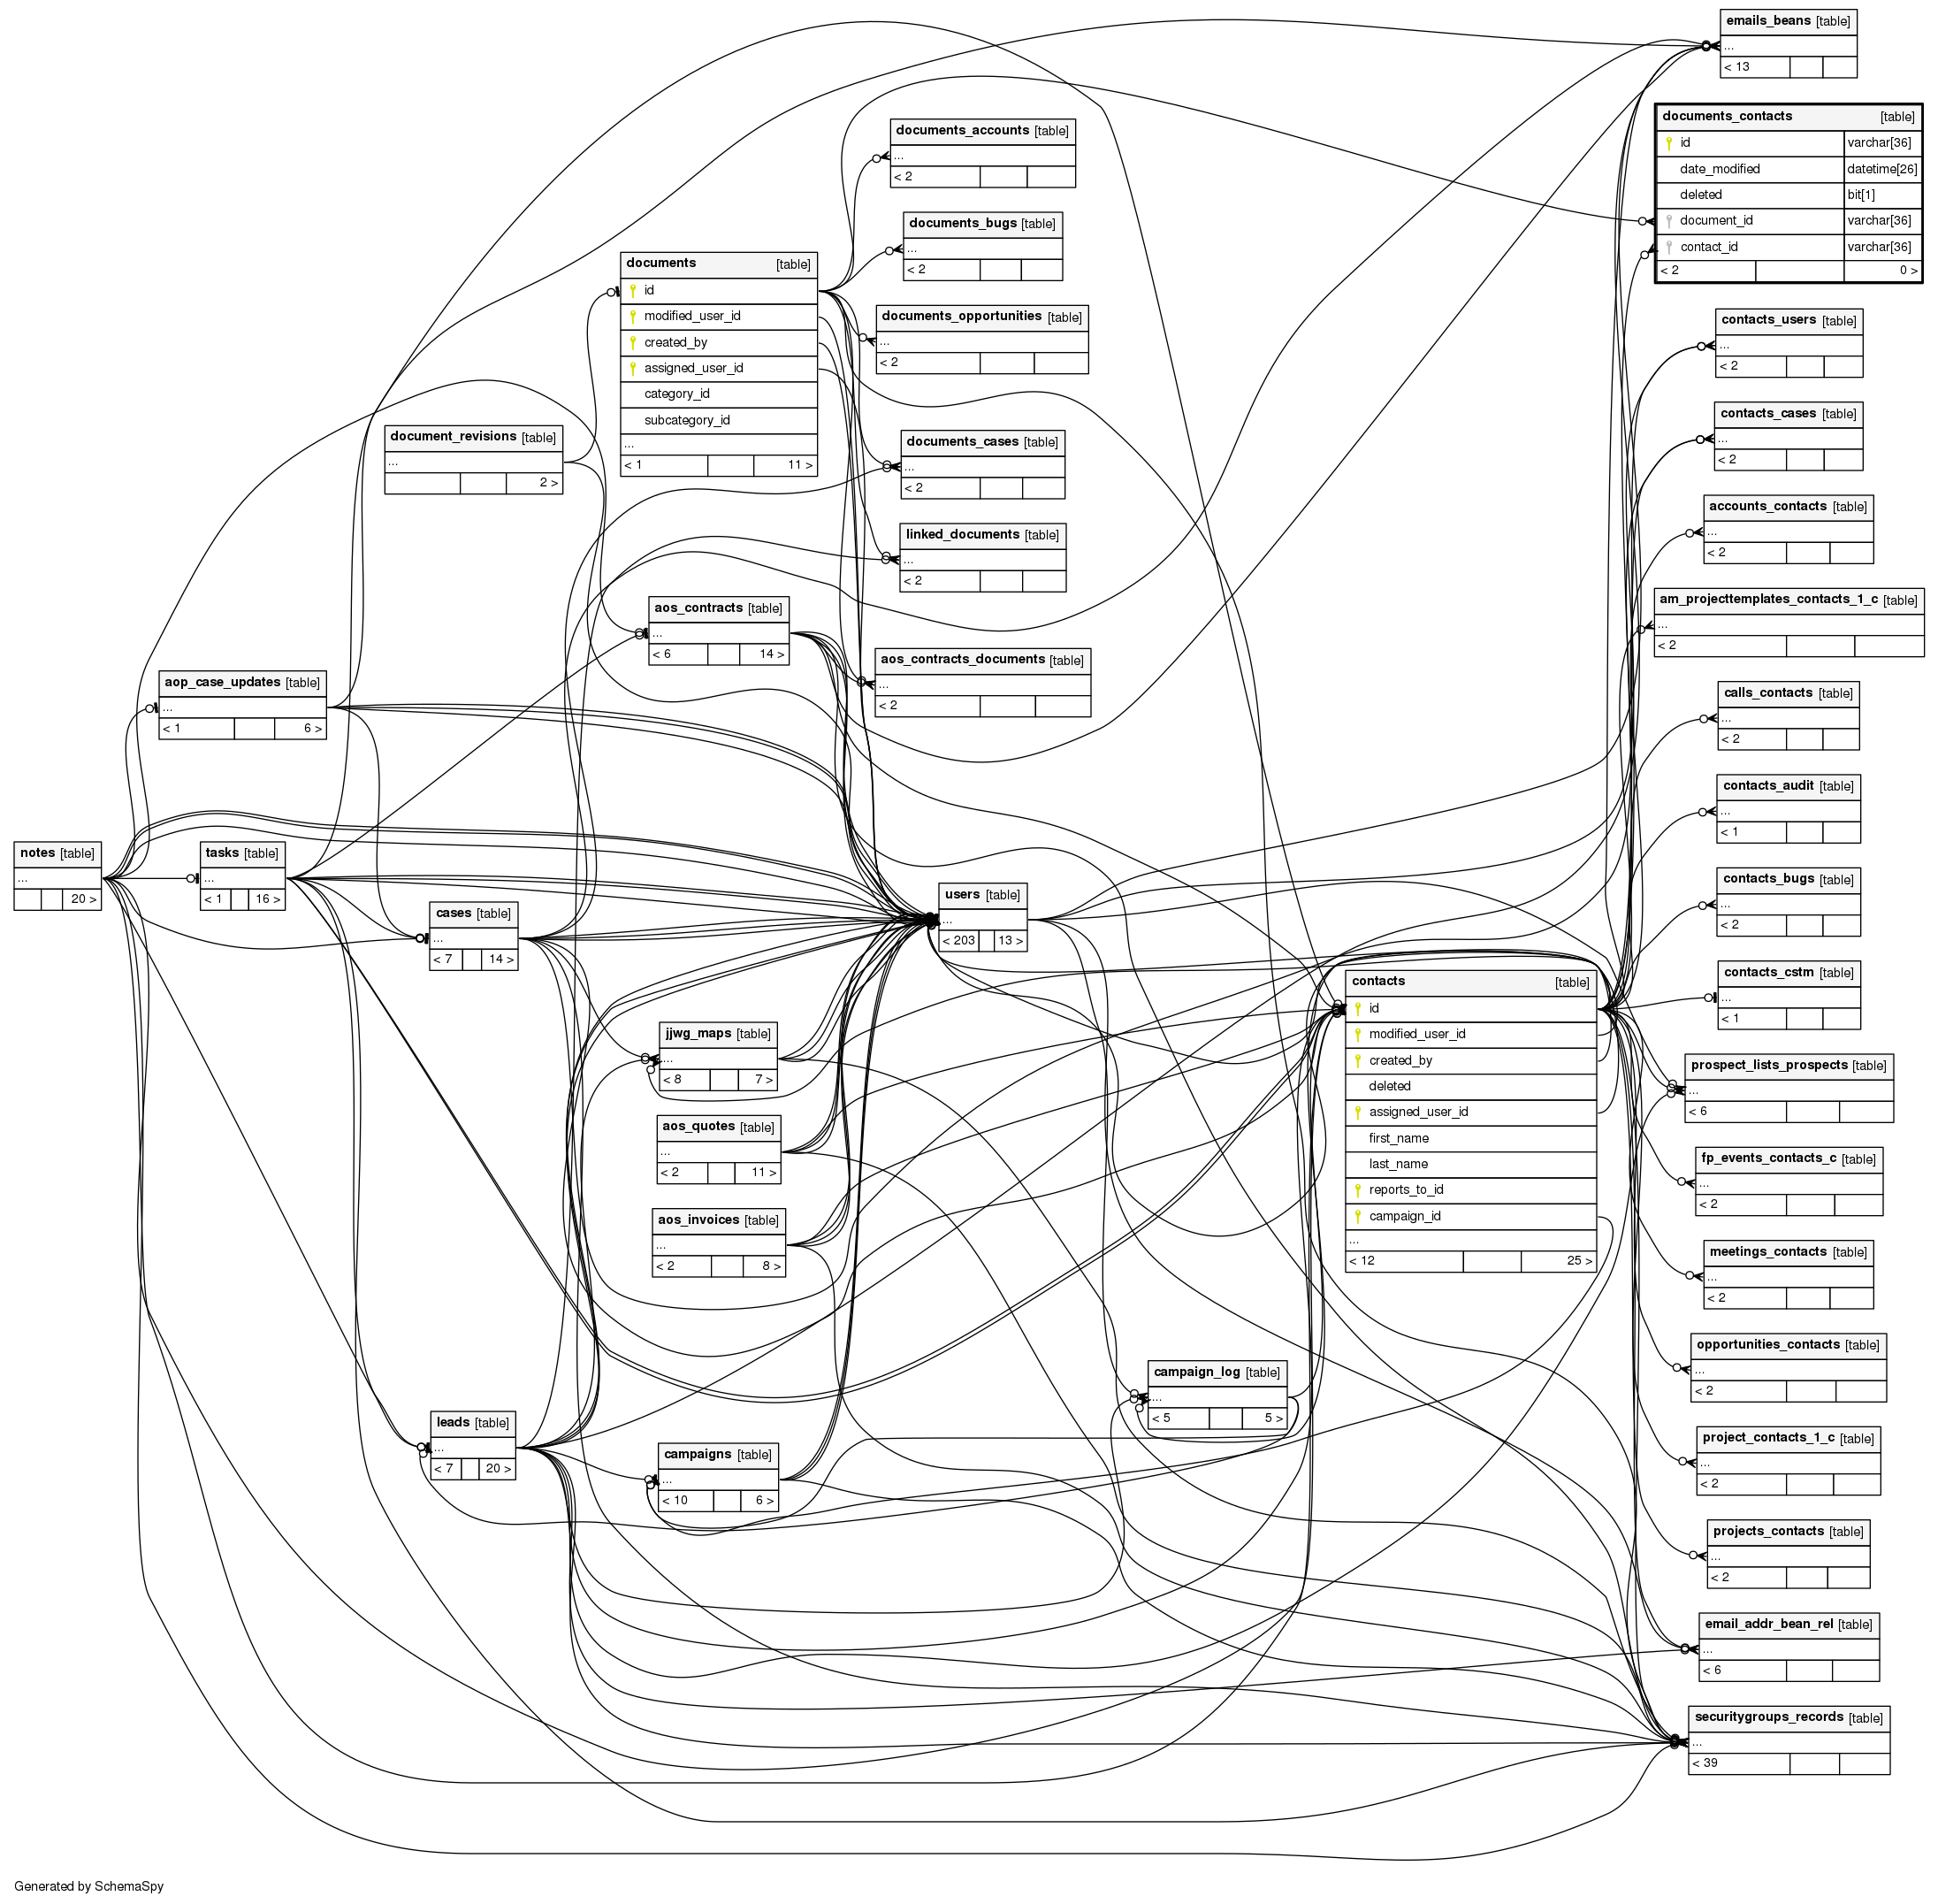 emails_beans [table]
...
< 13
documents_contacts [table]
id varchar[36]
date_modified datetime[26]
deleted bit[1]
document_id varchar[36]
contact_id varchar[36]
< 2 0 >
documents_accounts [table]
...
< 2
documents_bugs [table]
...
< 2
documents [table]
id
modified_user_id
created_by
assigned_user_id
category_id
subcategory_id
...
< 1 11 >
documents_opportunities [table]
...
< 2
contacts_users [table]
...
< 2
document_revisions [table]
...
2 >
documents_cases [table]
...
< 2
contacts_cases [table]
...
< 2
linked_documents [table]
...
< 2
accounts_contacts [table]
...
< 2
aos_contracts [table]
...
< 6 14 >
am_projecttemplates_contacts_1_c [table]
...
< 2
aos_contracts_documents [table]
...
< 2
aop_case_updates [table]
...
< 1 6 >
calls_contacts [table]
...
< 2
contacts_audit [table]
...
< 1
notes [table]
...
20 >
tasks [table]
...
< 1 16 >
cases [table]
...
< 7 14 >
users [table]
...
< 203 13 >
contacts_bugs [table]
...
< 2
contacts [table]
id
modified_user_id
created_by
deleted
assigned_user_id
first_name
last_name
reports_to_id
campaign_id
...
< 12 25 >
contacts_cstm [table]
...
< 1
jjwg_maps [table]
...
< 8 7 >
prospect_lists_prospects [table]
...
< 6
aos_quotes [table]
...
< 2 11 >
fp_events_contacts_c [table]
...
< 2
aos_invoices [table]
...
< 2 8 >
meetings_contacts [table]
...
< 2
opportunities_contacts [table]
...
< 2
campaign_log [table]
...
< 5 5 >
leads [table]
...
< 7 20 >
campaigns [table]
...
< 10 6 >
project_contacts_1_c [table]
...
< 2
projects_contacts [table]
...
< 2
email_addr_bean_rel [table]
...
< 6
securitygroups_records [table]
...
< 39
Generated by SchemaSpy